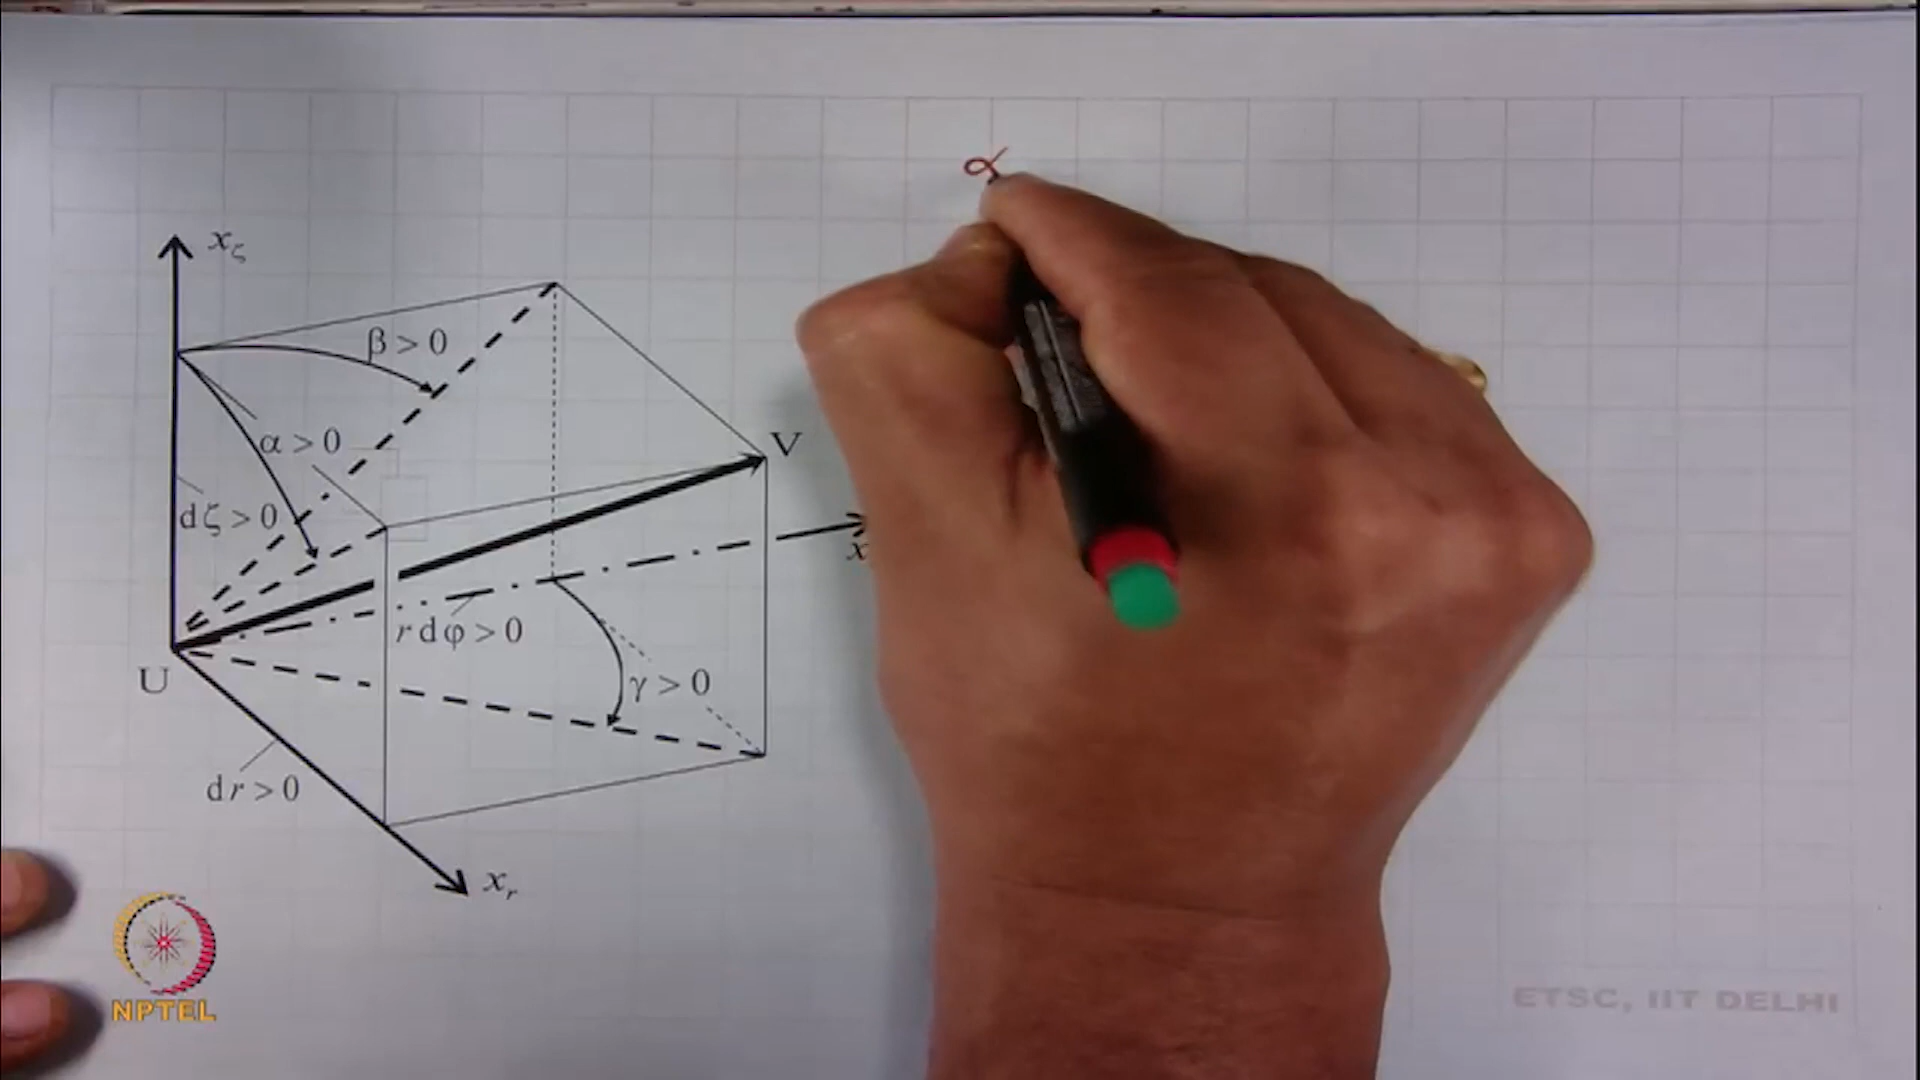 α
x_ζ
β > 0
α > 0
V
dζ > 0
x
r dφ > 0
U
γ > 0
dr > 0
x_r
NPTEL
ETSC, IIT DELHI